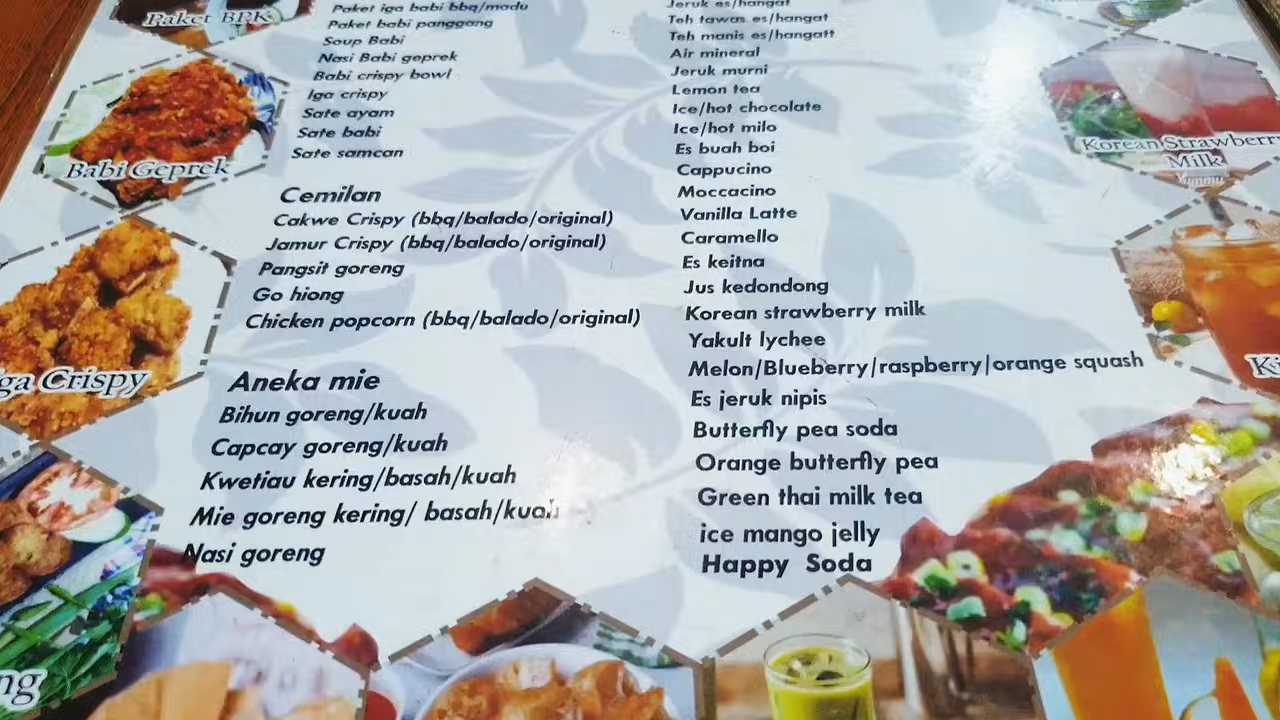 Paket BPK
Babi Geprek
ga Crispy
ng
Paket iga babi bbq/madu
Paket babi panggang
Soup Babi
Nasi Babi geprek
Babi crispy bowl
Iga crispy
Sate ayam
Sate babi
Sate samcan
Cemilan
Cakwe Crispy (bbq/balado/original)
Jamur Crispy (bbq/balado/original)
Pangsit goreng
Go hiong
Chicken popcorn (bbq/balado/original)
Aneka mie
Bihun goreng/kuah
Capcay goreng/kuah
Kwetiau kering/basah/kuah
Mie goreng kering/ basah/kuah
Nasi goreng
Jeruk es/hangat
Teh tawas es/hangat
Teh manis es/hangatt
Air mineral
Jeruk murni
Lemon tea
Ice/hot chocolate
Ice/hot milo
Es buah boi
Cappucino
Moccacino
Vanilla Latte
Caramello
Es keitna
Jus kedondong
Korean strawberry milk
Yakult lychee
Melon/Blueberry/raspberry/orange squash
Es jeruk nipis
Butterfly pea soda
Orange butterfly pea
Green thai milk tea
ice mango jelly
Happy Soda
Korean Strawberry
Milk
Yummy
Ki